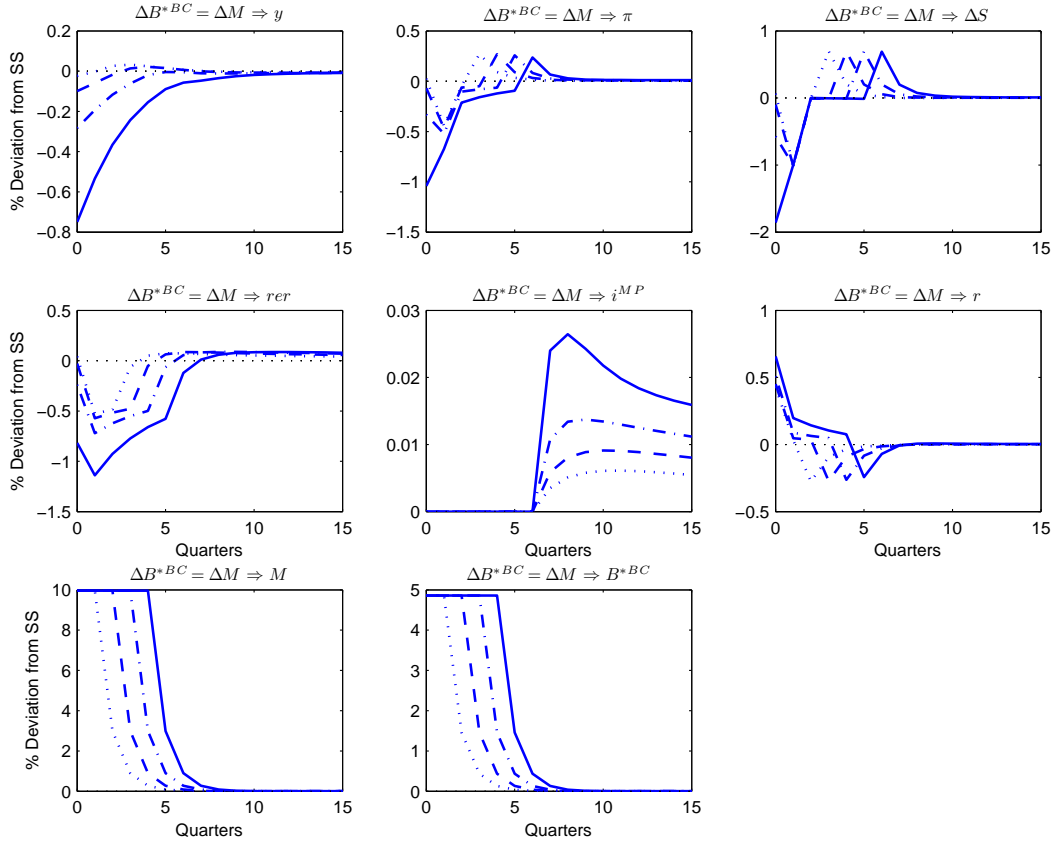 ΔB*BC = ΔM ⇒ y
ΔB*BC = ΔM ⇒ π
ΔB*BC = ΔM ⇒ ΔS
% Deviation from SS
0.2
0
−0.2
−0.4
−0.6
−0.8
0 5 10 15
0.5
0
−0.5
−1
−1.5
0 5 10 15
1
0
−1
−2
0 5 10 15
ΔB*BC = ΔM ⇒ rer
ΔB*BC = ΔM ⇒ iMP
ΔB*BC = ΔM ⇒ r
% Deviation from SS
0.5
0
−0.5
−1
−1.5
0 5 10 15
Quarters
0.03
0.02
0.01
0
0 5 10 15
Quarters
1
0.5
0
−0.5
0 5 10 15
Quarters
ΔB*BC = ΔM ⇒ M
ΔB*BC = ΔM ⇒ B*BC
% Deviation from SS
10
8
6
4
2
0
0 5 10 15
Quarters
5
4
3
2
1
0
0 5 10 15
Quarters